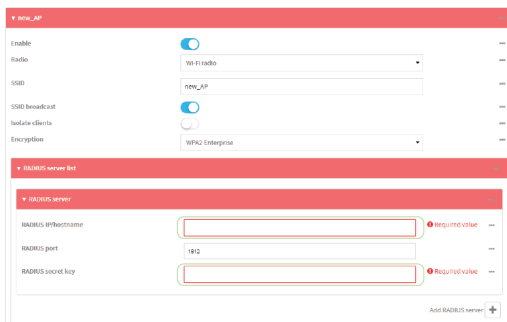 ▼ new_AP
Enable
Radio
Wi-Fi radio
SSID
new_AP
SSID broadcast
Isolate clients
Encryption
WPA2 Enterprise
▼ RADIUS server list
▼ RADIUS server
RADIUS IP/hostname
Required value
RADIUS port
1812
RADIUS secret key
Required value
Add RADIUS server